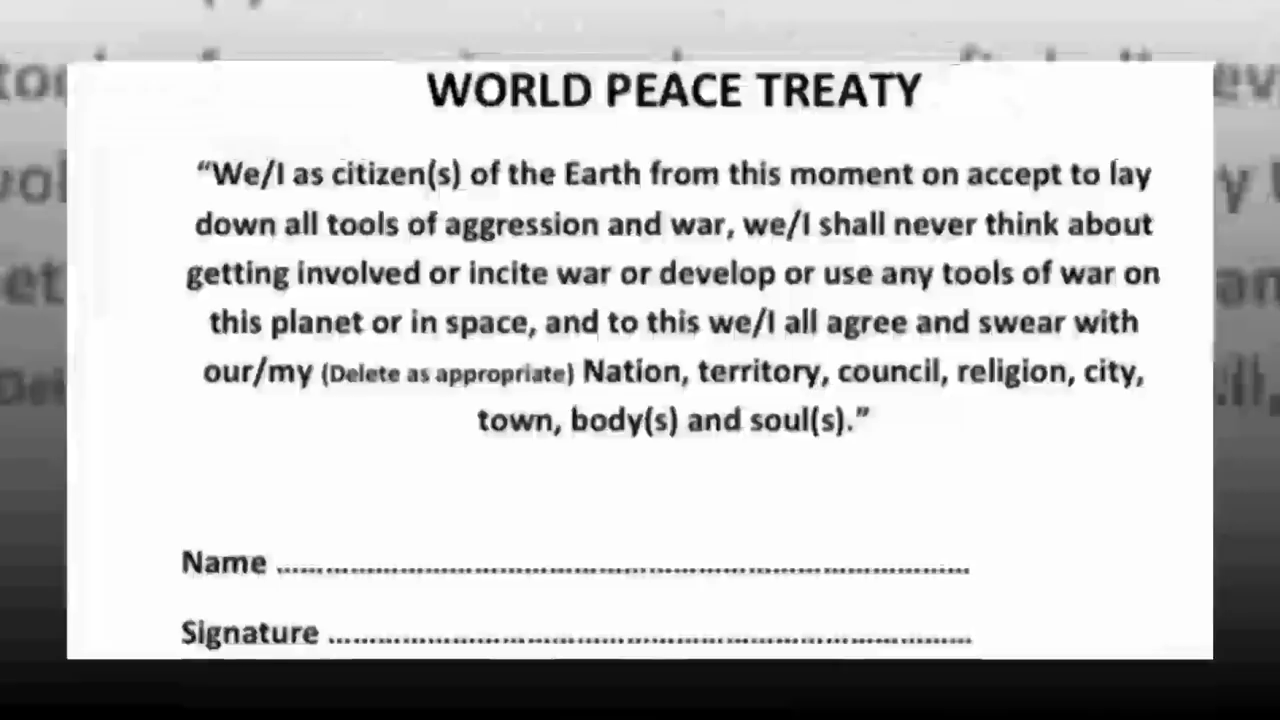 WORLD PEACE TREATY
“We/I as citizen(s) of the Earth from this moment on accept to lay
down all tools of aggression and war, we/I shall never think about
getting involved or incite war or develop or use any tools of war on
this planet or in space, and to this we/I all agree and swear with
our/my (Delete as appropriate) Nation, territory, council, religion, city,
town, body(s) and soul(s).”
Name ....................................................................................
Signature ..............................................................................